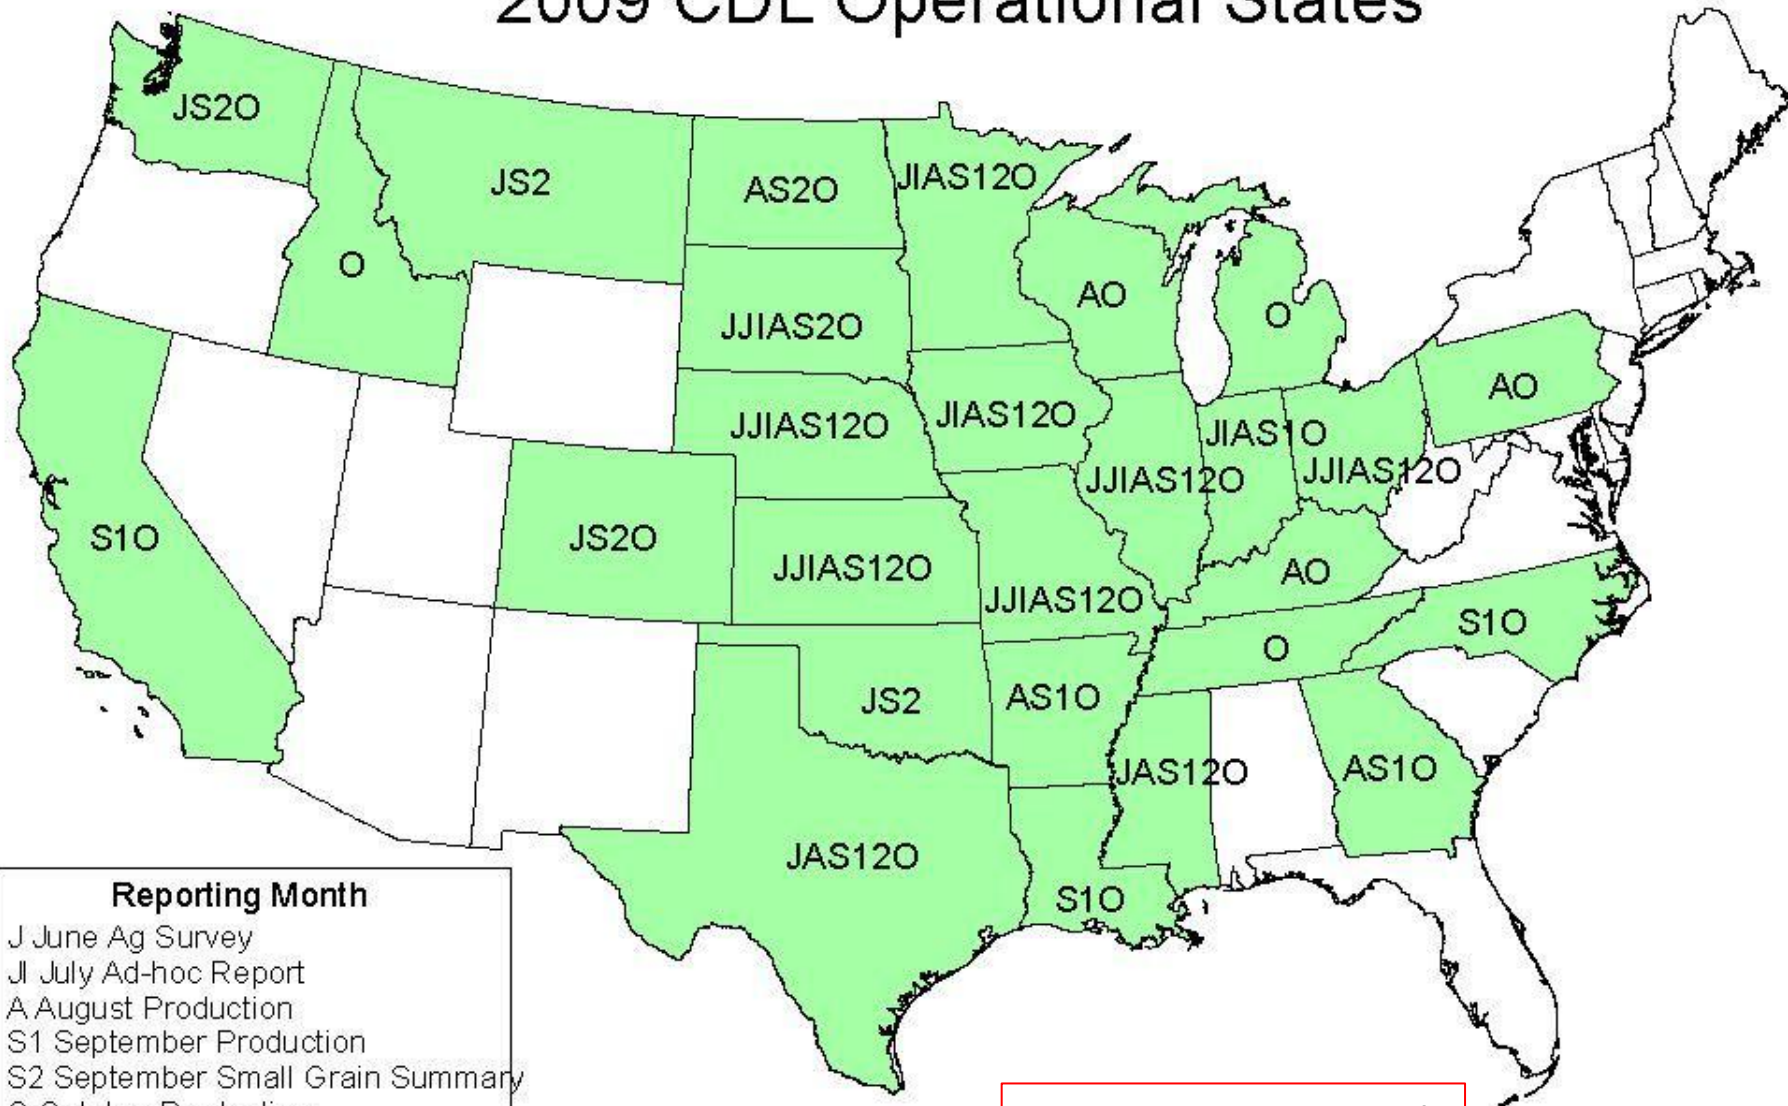 2009 CDL Operational States
JS2O
JS2
AS2O
JIAS12O
O
AO
O
JJIAS2O
AO
JJIAS12O
JIAS12O
JIAS1O
JJIAS12O
JJIAS12O
S1O
JS2O
JJIAS12O
AO
JJIAS12O
S1O
O
JS2
AS1O
JAS12O
AS1O
JAS12O
S1O
Reporting Month
J June Ag Survey
JI July Ad-hoc Report
A August Production
S1 September Production
S2 September Small Grain Summary
O October Production